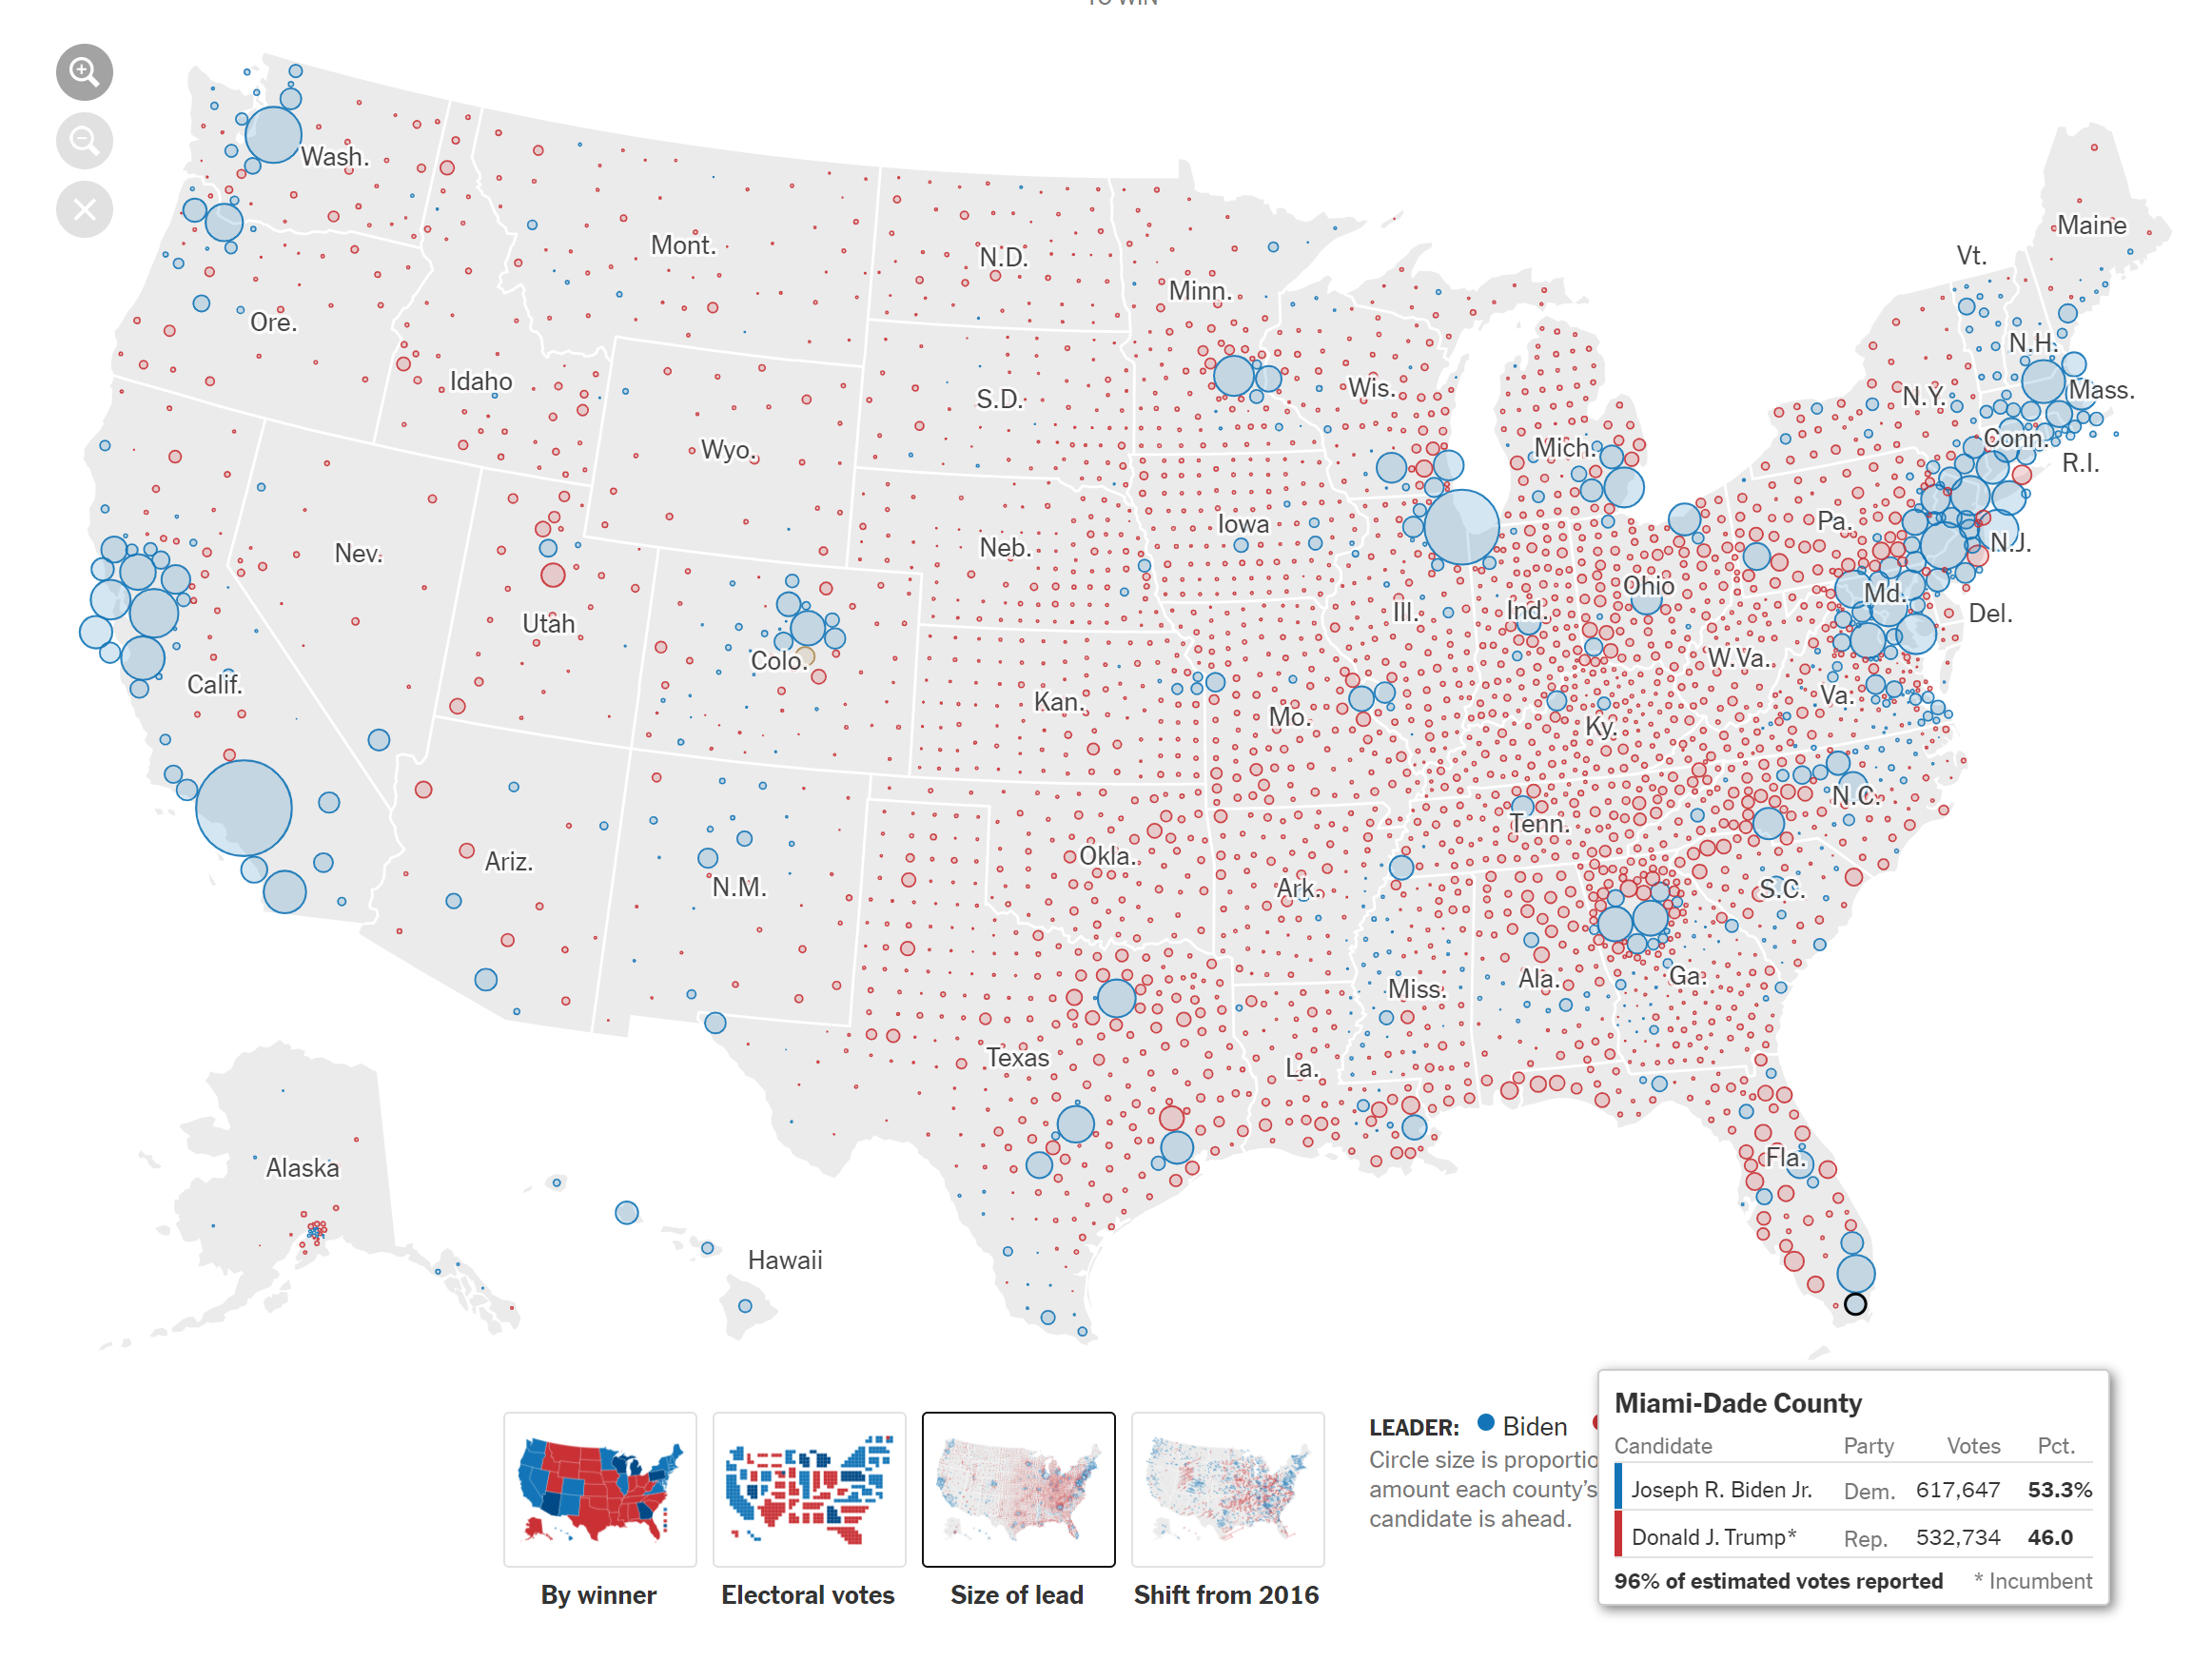 TO WIN
Wash.
Maine
Mont.
N.D.
Vt.
Minn.
Ore.
N.H.
Idaho
S.D.
Wis.
N.Y.
Mass.
Wyo.
Mich.
Conn.
R.I.
Iowa
Pa.
Nev.
Neb.
N.J.
Utah
Ill.
Ind.
Ohio
Md.
Del.
Colo.
W.Va.
Calif.
Kan.
Mo.
Ky.
Va.
Ariz.
N.M.
Okla.
Tenn.
N.C.
Ark.
S.C.
Miss.
Ala.
Ga.
Texas
La.
Alaska
Fla.
Hawaii
By winner
Electoral votes
Size of lead
Shift from 2016
LEADER: Biden
Circle size is proportio
amount each county’s
candidate is ahead.
Miami-Dade County
Candidate Party Votes Pct.
Joseph R. Biden Jr. Dem. 617,647 53.3%
Donald J. Trump* Rep. 532,734 46.0
96% of estimated votes reported * Incumbent